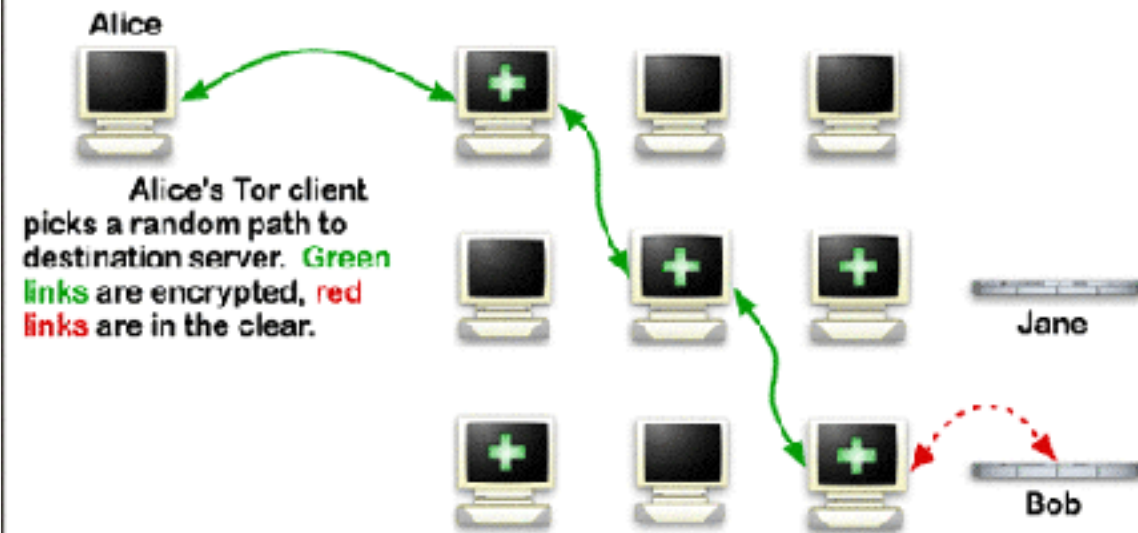 Alice
Alice's Tor client
picks a random path to
destination server. Green
links are encrypted, red
links are in the clear.
Jane
Bob